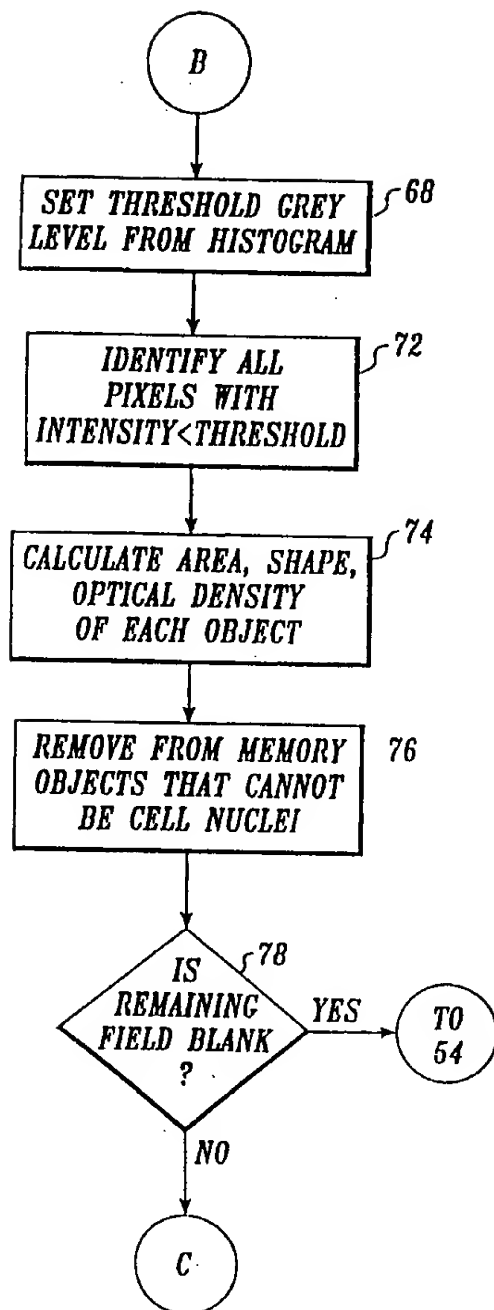 B
SET THRESHOLD GREY
LEVEL FROM HISTOGRAM
68
IDENTIFY ALL
PIXELS WITH
INTENSITY<THRESHOLD
72
CALCULATE AREA, SHAPE,
OPTICAL DENSITY
OF EACH OBJECT
74
REMOVE FROM MEMORY
OBJECTS THAT CANNOT
BE CELL NUCLEI
76
78
IS
REMAINING
FIELD BLANK
?
YES
TO
54
NO
C